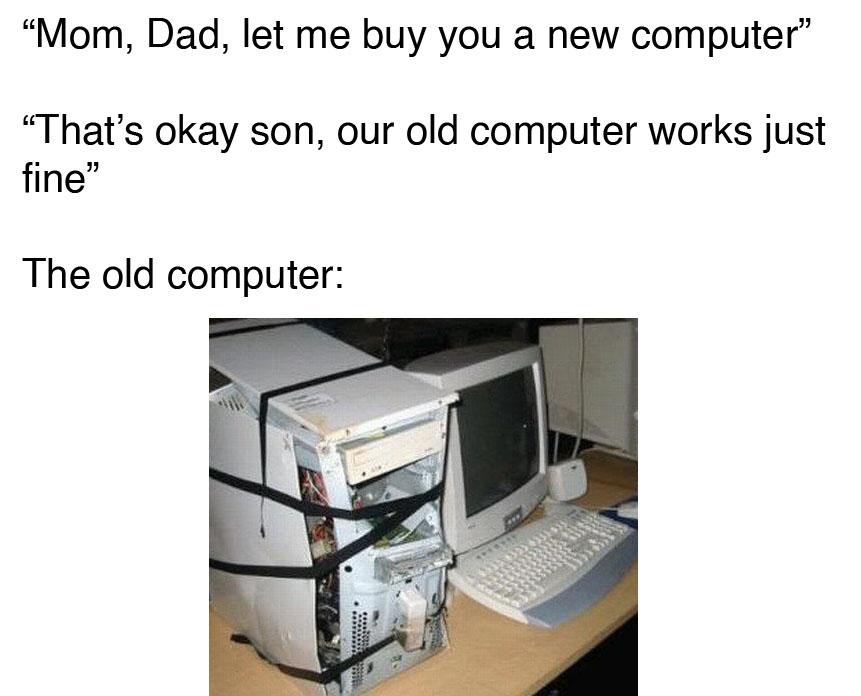 “Mom, Dad, let me buy you a new computer”
“That’s okay son, our old computer works just
fine”
The old computer: